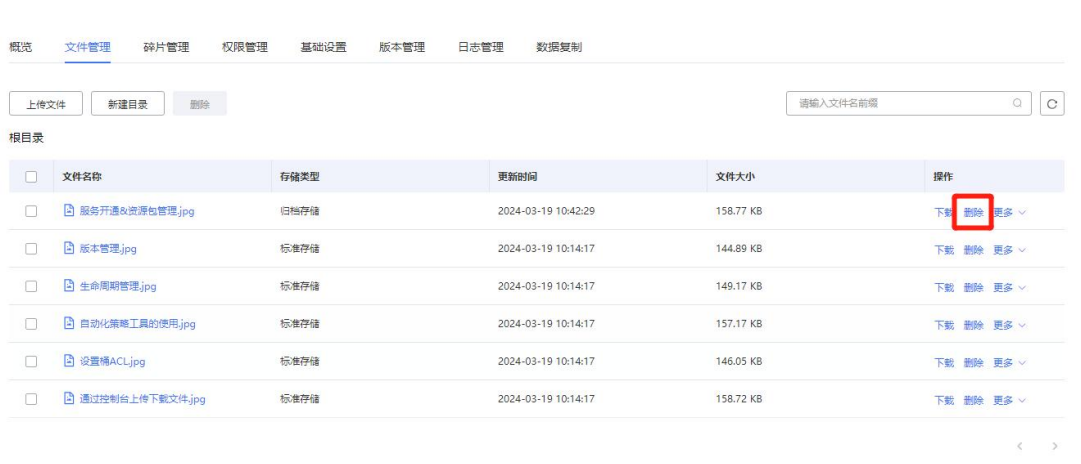 概览 文件管理 碎片管理 权限管理 基础设置 版本管理 日志管理 数据复制
上传文件 新建目录 删除 请输入文件名前缀
根目录
文件名称 存储类型 更新时间 文件大小 操作
服务开通&资源包管理.jpg 归档存储 2024-03-19 10:42:29 158.77 KB 下载 删除 更多
版本管理.jpg 标准存储 2024-03-19 10:14:17 144.89 KB 下载 删除 更多
生命周期管理.jpg 标准存储 2024-03-19 10:14:17 149.17 KB 下载 删除 更多
自动化策略工具的使用.jpg 标准存储 2024-03-19 10:14:17 157.17 KB 下载 删除 更多
设置桶ACL.jpg 标准存储 2024-03-19 10:14:17 146.05 KB 下载 删除 更多
通过控制台上传下载文件.jpg 标准存储 2024-03-19 10:14:17 158.72 KB 下载 删除 更多